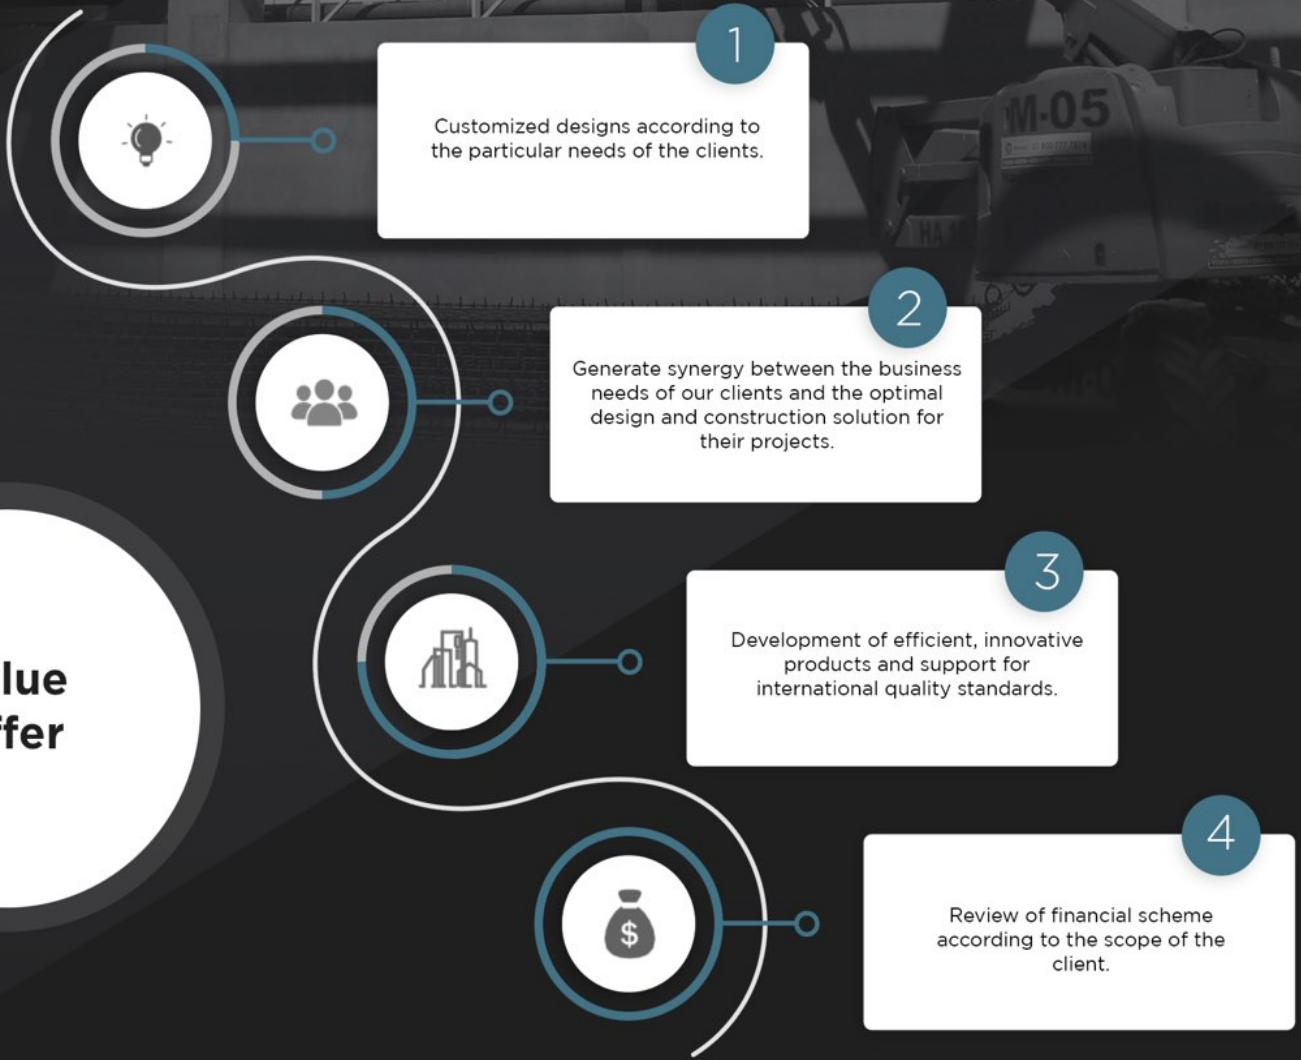 1
Customized designs according to
the particular needs of the clients.
M-05
HA
2
Generate synergy between the business
needs of our clients and the optimal
design and construction solution for
their projects.
3
Development of efficient, innovative
products and support for
international quality standards.
lue
ffer
4
Review of financial scheme
according to the scope of the
client.
$